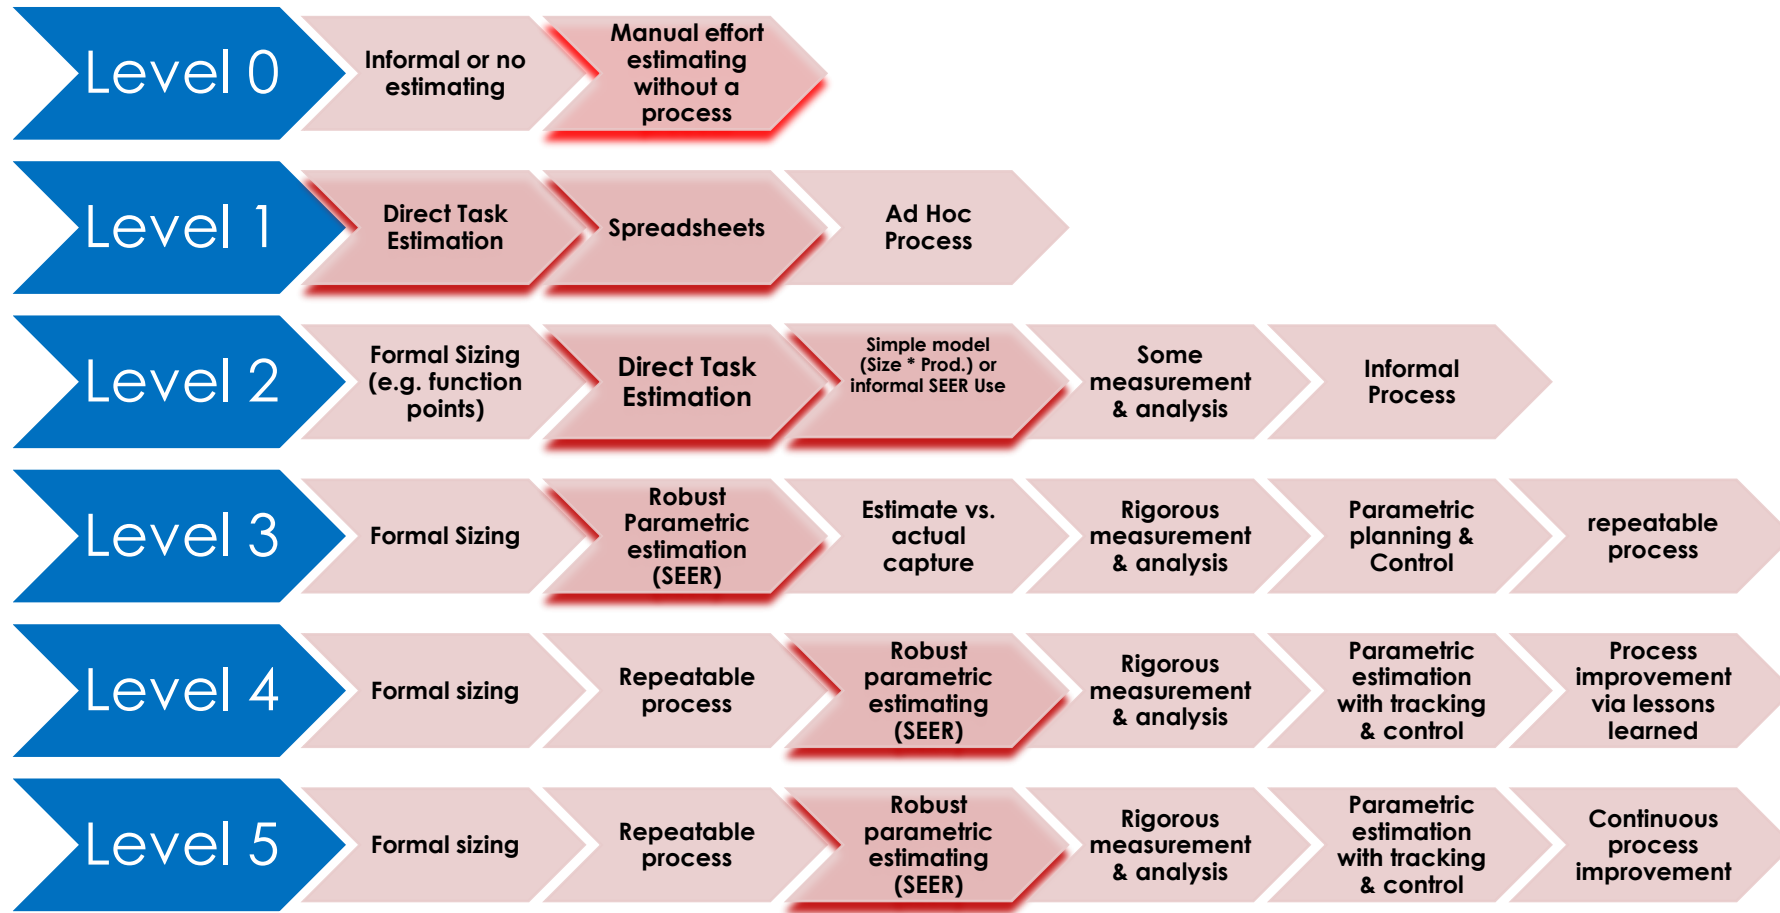 Level 0
Informal or no
estimating
Manual effort
estimating
without a
process
Level 1
Direct Task
Estimation
Spreadsheets
Ad Hoc
Process
Level 2
Formal Sizing
(e.g. function
points)
Direct Task
Estimation
Simple model
(Size * Prod.) or
informal SEER Use
Some
measurement
& analysis
Informal
Process
Level 3
Formal Sizing
Robust
Parametric
estimation
(SEER)
Estimate vs.
actual
capture
Rigorous
measurement
& analysis
Parametric
planning &
Control
repeatable
process
Level 4
Formal sizing
Repeatable
process
Robust
parametric
estimating
(SEER)
Rigorous
measurement
& analysis
Parametric
estimation
with tracking
& control
Process
improvement
via lessons
learned
Level 5
Formal sizing
Repeatable
process
Robust
parametric
estimating
(SEER)
Rigorous
measurement
& analysis
Parametric
estimation
with tracking
& control
Continuous
process
improvement